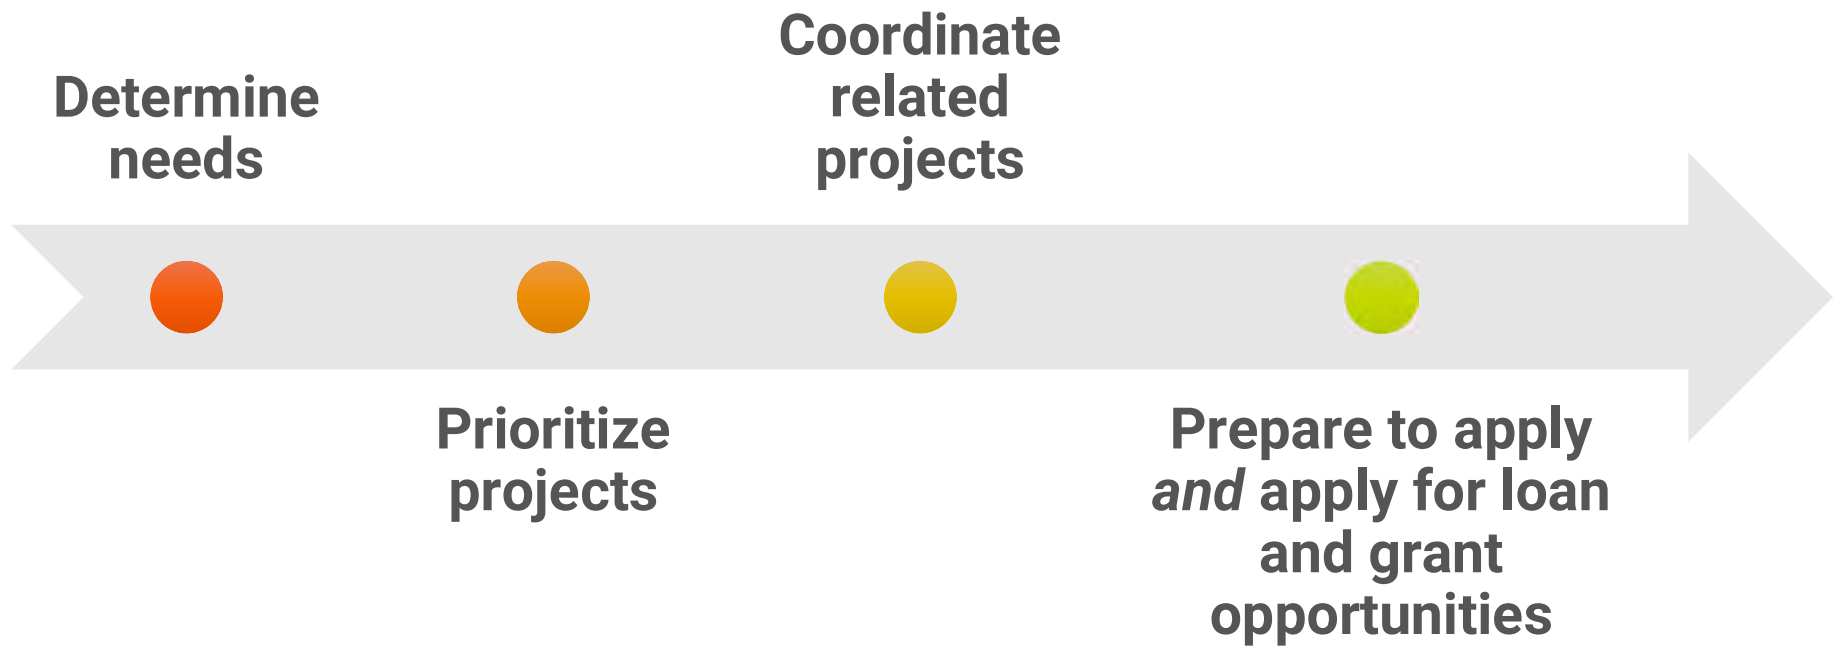 Determine
needs
Prioritize
projects
Coordinate
related
projects
Prepare to apply
and apply for loan
and grant
opportunities